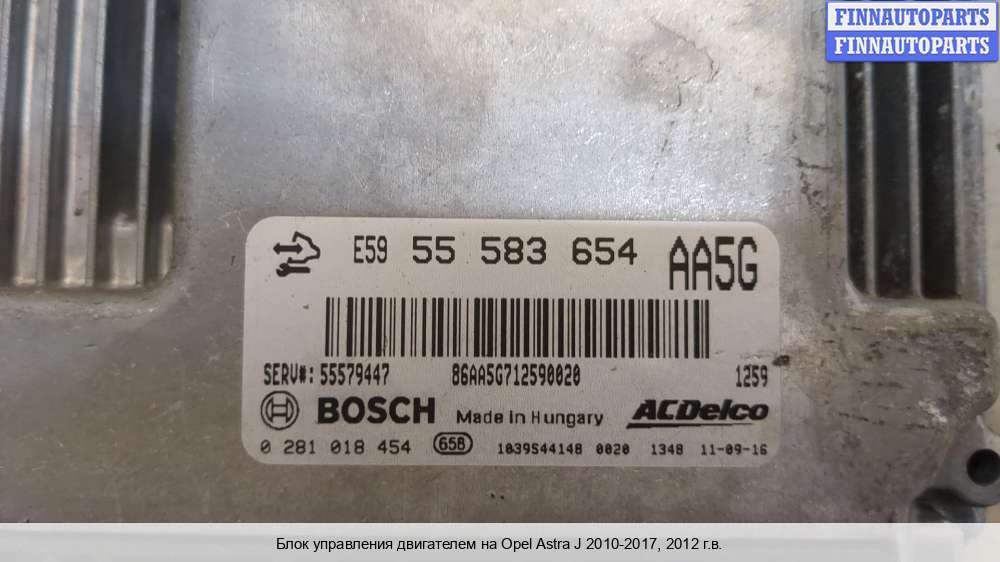 FINNAUTOPARTS
FINNAUTOPARTS
E59 55 583 654 AA5G
SERV#: 55579447 86AA5G712590020 1259
BOSCH Made in Hungary ACDelco
0 281 018 454 658 1039S44148 0020 1348 11-09-16
Блок управления двигателем на Opel Astra J 2010-2017, 2012 г.в.